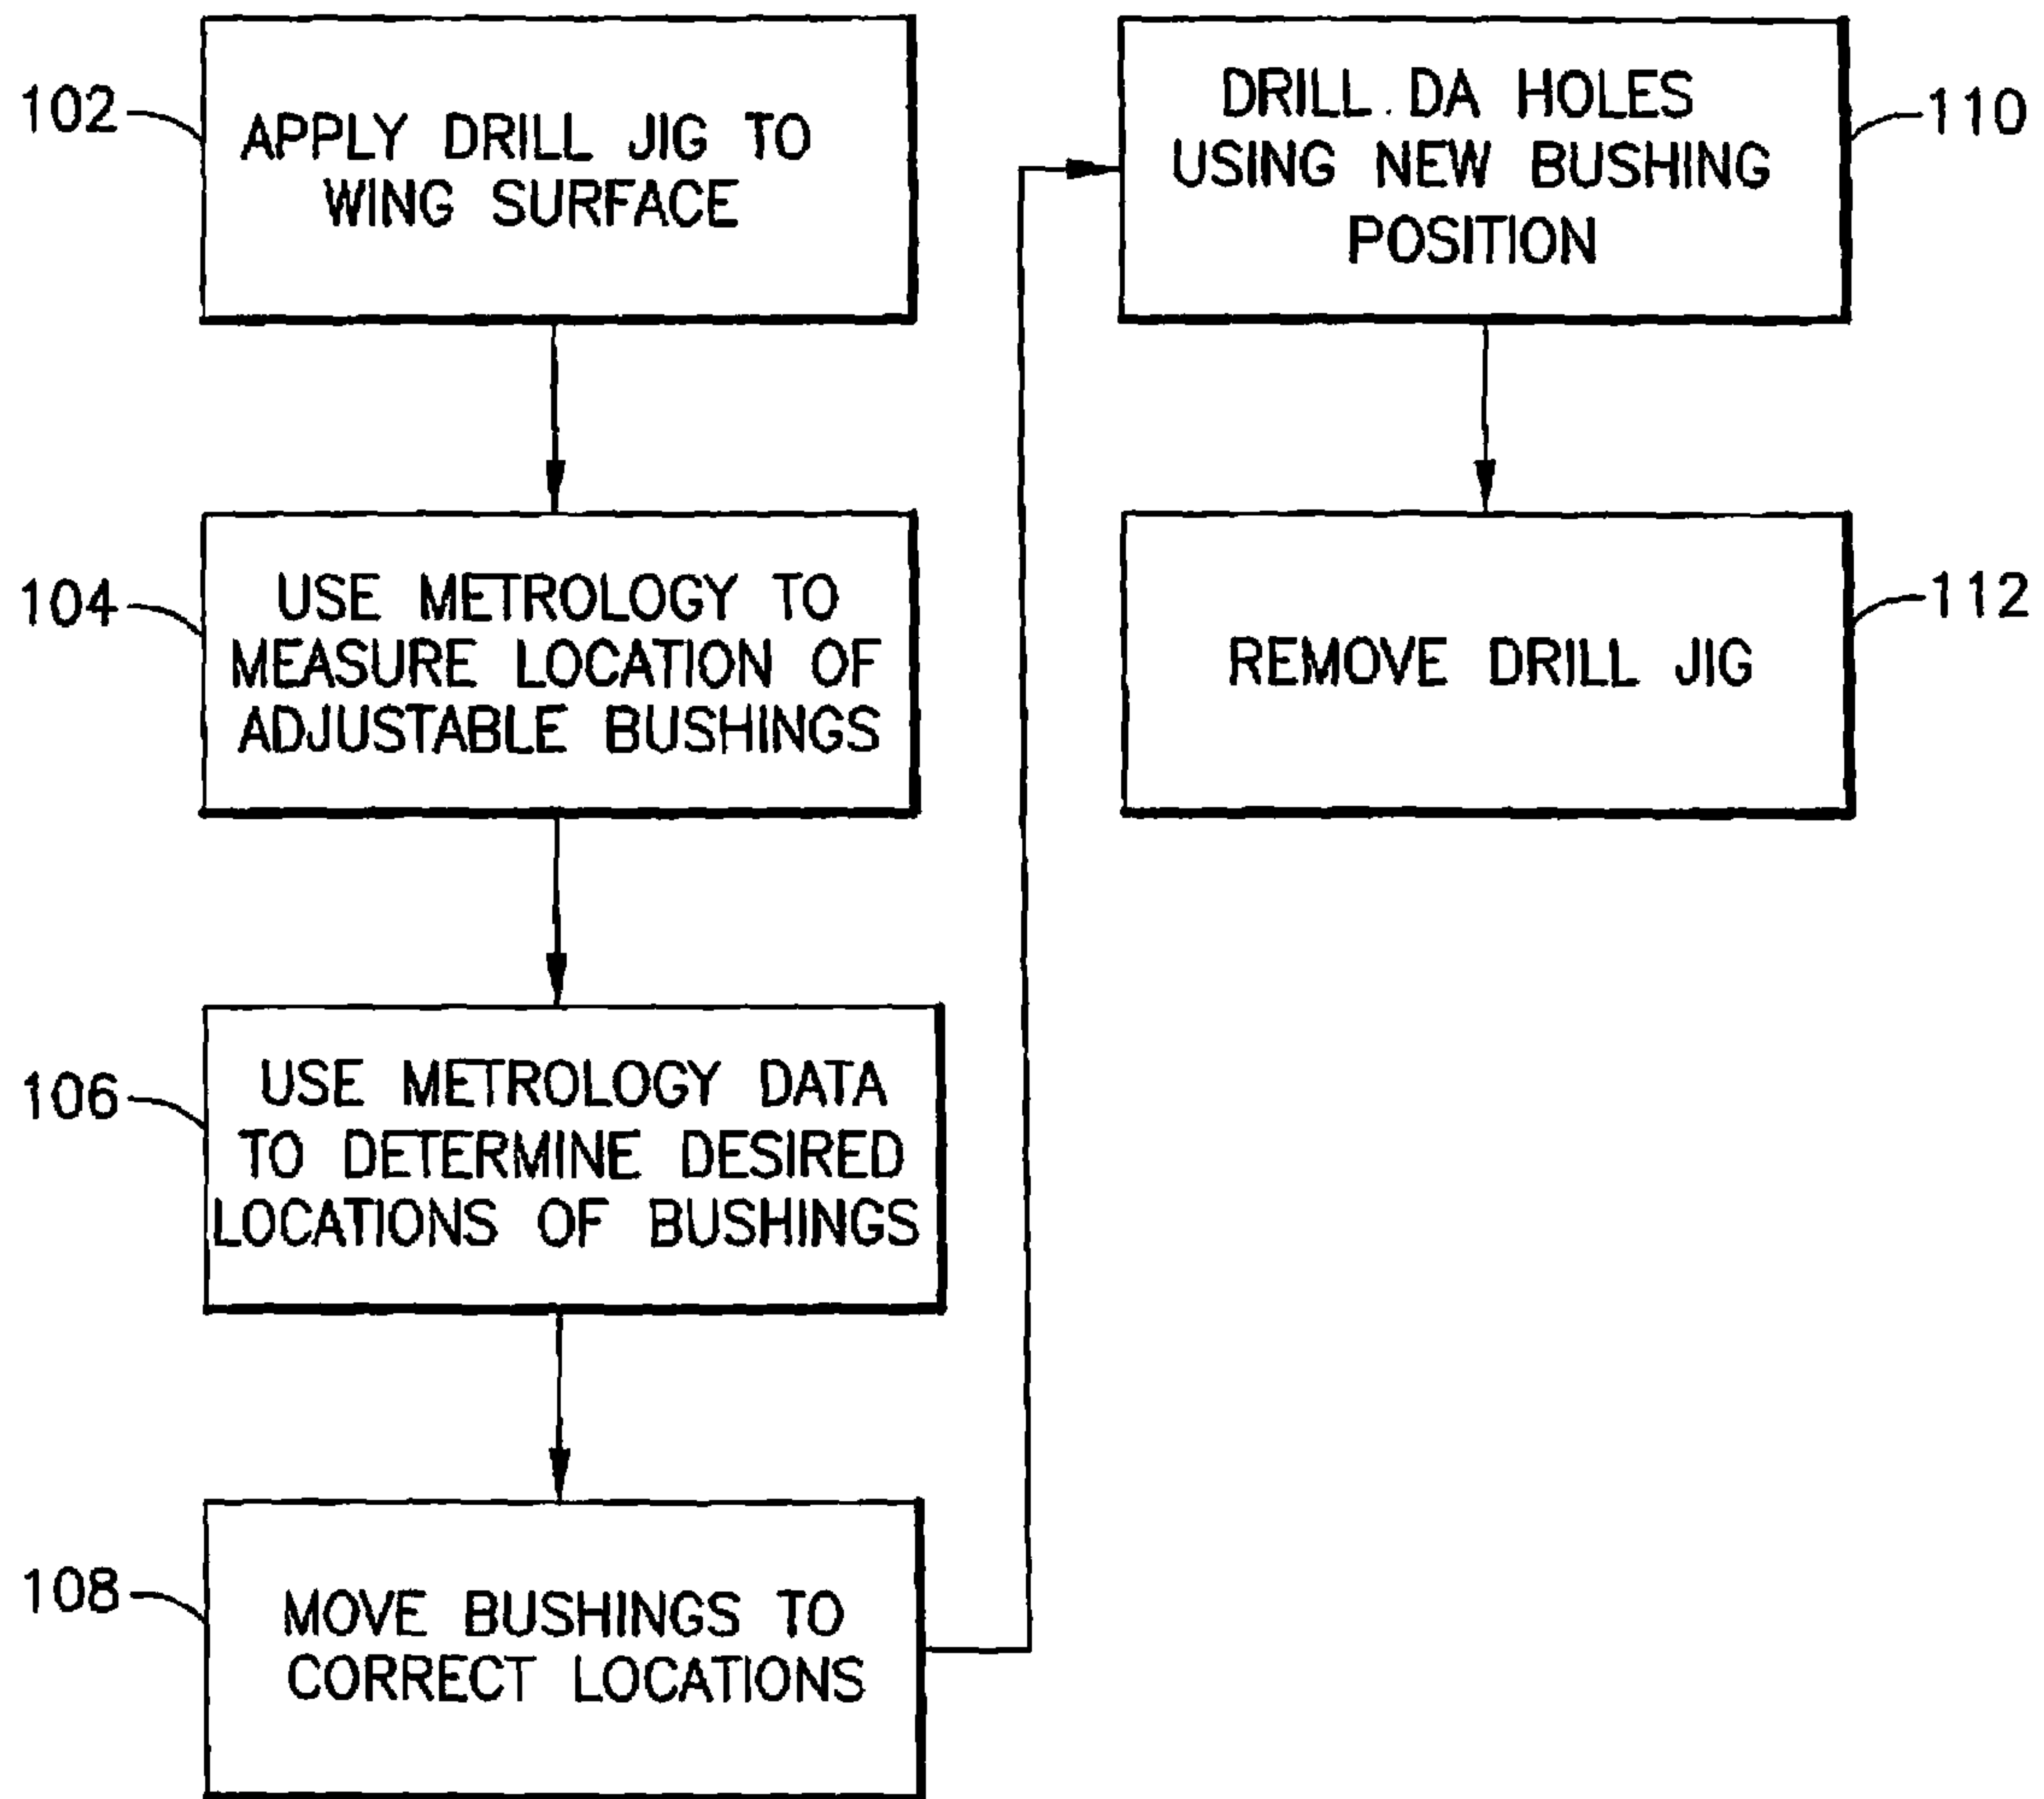 102
APPLY DRILL JIG TO
WING SURFACE
104
USE METROLOGY TO
MEASURE LOCATION OF
ADJUSTABLE BUSHINGS
106
USE METROLOGY DATA
TO DETERMINE DESIRED
LOCATIONS OF BUSHINGS
108
MOVE BUSHINGS TO
CORRECT LOCATIONS
110
DRILL.DA HOLES
USING NEW BUSHING
POSITION
112
REMOVE DRILL JIG